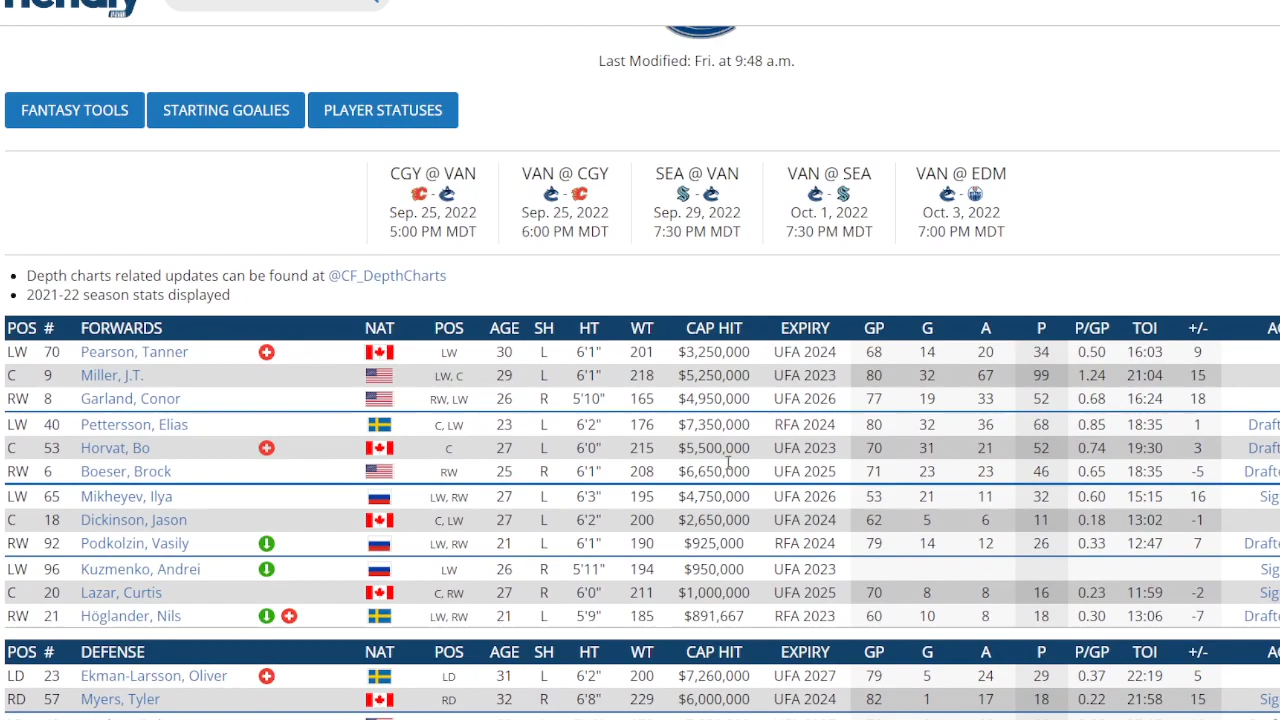 Last Modified: Fri. at 9:48 a.m.
FANTASY TOOLS STARTING GOALIES PLAYER STATUSES
CGY @ VAN VAN @ CGY SEA @ VAN VAN @ SEA VAN @ EDM
Sep. 25, 2022 Sep. 25, 2022 Sep. 29, 2022 Oct. 1, 2022 Oct. 3, 2022
5:00 PM MDT 6:00 PM MDT 7:30 PM MDT 7:30 PM MDT 7:00 PM MDT
Depth charts related updates can be found at @CF_DepthCharts
2021-22 season stats displayed
POS # FORWARDS NAT POS AGE SH HT WT CAP HIT EXPIRY GP G A P P/GP TOI +/-
LW 70 Pearson, Tanner LW 30 L 6'1" 201 $3,250,000 UFA 2024 68 14 20 34 0.50 16:03 9
C 9 Miller, J.T. LW, C 29 L 6'1" 218 $5,250,000 UFA 2023 80 32 67 99 1.24 21:04 15
RW 8 Garland, Conor RW, LW 26 R 5'10" 165 $4,950,000 UFA 2026 77 19 33 52 0.68 16:24 18
LW 40 Pettersson, Elias C, LW 23 L 6'2" 176 $7,350,000 RFA 2024 80 32 36 68 0.85 18:35 1 Draft
C 53 Horvat, Bo C 27 L 6'0" 215 $5,500,000 UFA 2023 70 31 21 52 0.74 19:30 3 Draft
RW 6 Boeser, Brock RW 25 R 6'1" 208 $6,650,000 UFA 2025 71 23 23 46 0.65 18:35 -5 Drafte
LW 65 Mikheyev, Ilya LW, RW 27 L 6'3" 195 $4,750,000 UFA 2026 53 21 11 32 0.60 15:15 16 Sig
C 18 Dickinson, Jason C, LW 27 L 6'2" 200 $2,650,000 UFA 2024 62 5 6 11 0.18 13:02 -1
RW 92 Podkolzin, Vasily LW, RW 21 L 6'1" 190 $925,000 RFA 2024 79 14 12 26 0.33 12:47 7 Drafte
LW 96 Kuzmenko, Andrei LW 26 R 5'11" 194 $950,000 UFA 2023 Sig
C 20 Lazar, Curtis C, RW 27 R 6'0" 211 $1,000,000 UFA 2025 70 8 8 16 0.23 11:59 -2 Sig
RW 21 Höglander, Nils LW, RW 21 L 5'9" 185 $891,667 RFA 2023 60 10 8 18 0.30 13:06 -7 Drafte
POS # DEFENSE NAT POS AGE SH HT WT CAP HIT EXPIRY GP G A P P/GP TOI +/-
LD 23 Ekman-Larsson, Oliver LD 31 L 6'2" 200 $7,260,000 UFA 2027 79 5 24 29 0.37 22:19 5
RD 57 Myers, Tyler RD 32 R 6'8" 229 $6,000,000 UFA 2024 82 1 17 18 0.22 21:58 15 Sig